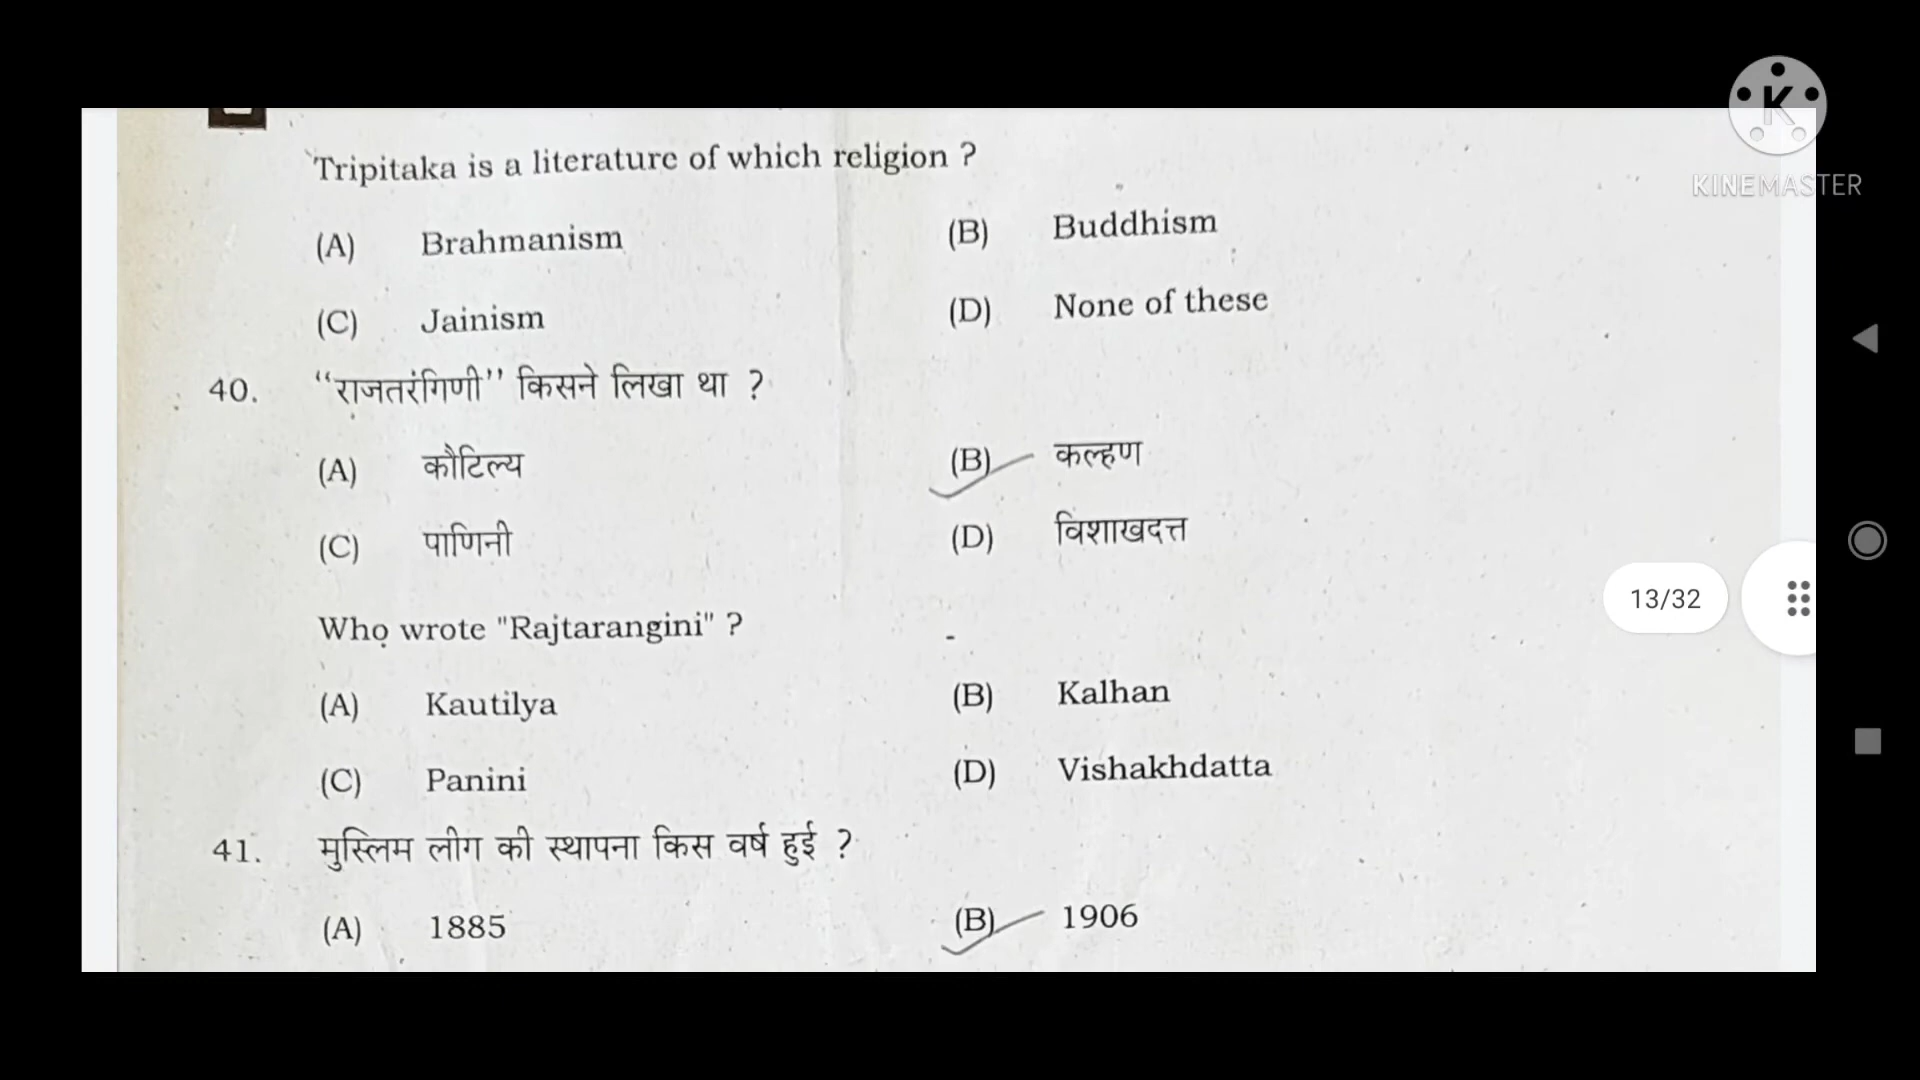 KINEMASTER
Tripitaka is a literature of which religion ?
(A) Brahmanism (B) Buddhism
(C) Jainism (D) None of these
40. “राजतरंगिणी” किसने लिखा था ?
(A) कौटिल्य (B) कल्हण
(C) पाणिनी (D) विशाखदत्त
Who wrote "Rajtarangini" ?
(A) Kautilya (B) Kalhan
(C) Panini (D) Vishakhdatta
41. मुस्लिम लीग की स्थापना किस वर्ष हुई ?
(A) 1885 (B) 1906
13/32